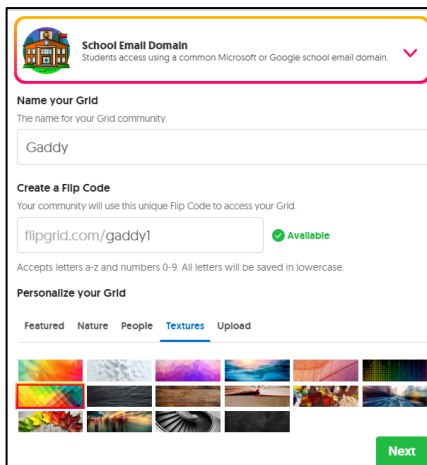 School Email Domain
Students access using a common Microsoft or Google school email domain.
Name your Grid
The name for your Grid community.
Gaddy
Create a Flip Code
Your community will use this unique Flip Code to access your Grid.
flipgrid.com/gaddy1
Available
Accepts letters a-z and numbers 0-9. All letters will be saved in lowercase.
Personalize your Grid
Featured Nature People Textures Upload
Next